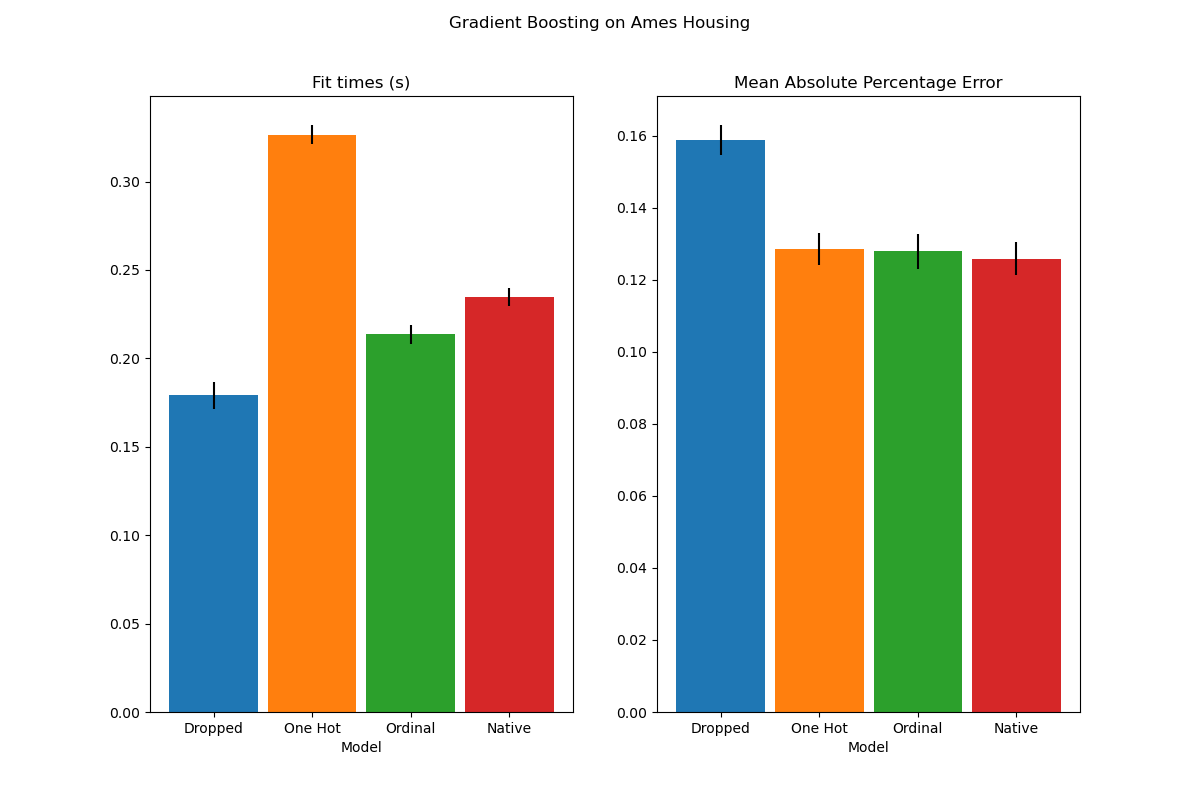 Gradient Boosting on Ames Housing
Fit times (s)
0.30
0.25
0.20
0.15
0.10
0.05
0.00
Dropped One Hot Ordinal Native
Model
Mean Absolute Percentage Error
0.16
0.14
0.12
0.10
0.08
0.06
0.04
0.02
0.00
Dropped One Hot Ordinal Native
Model